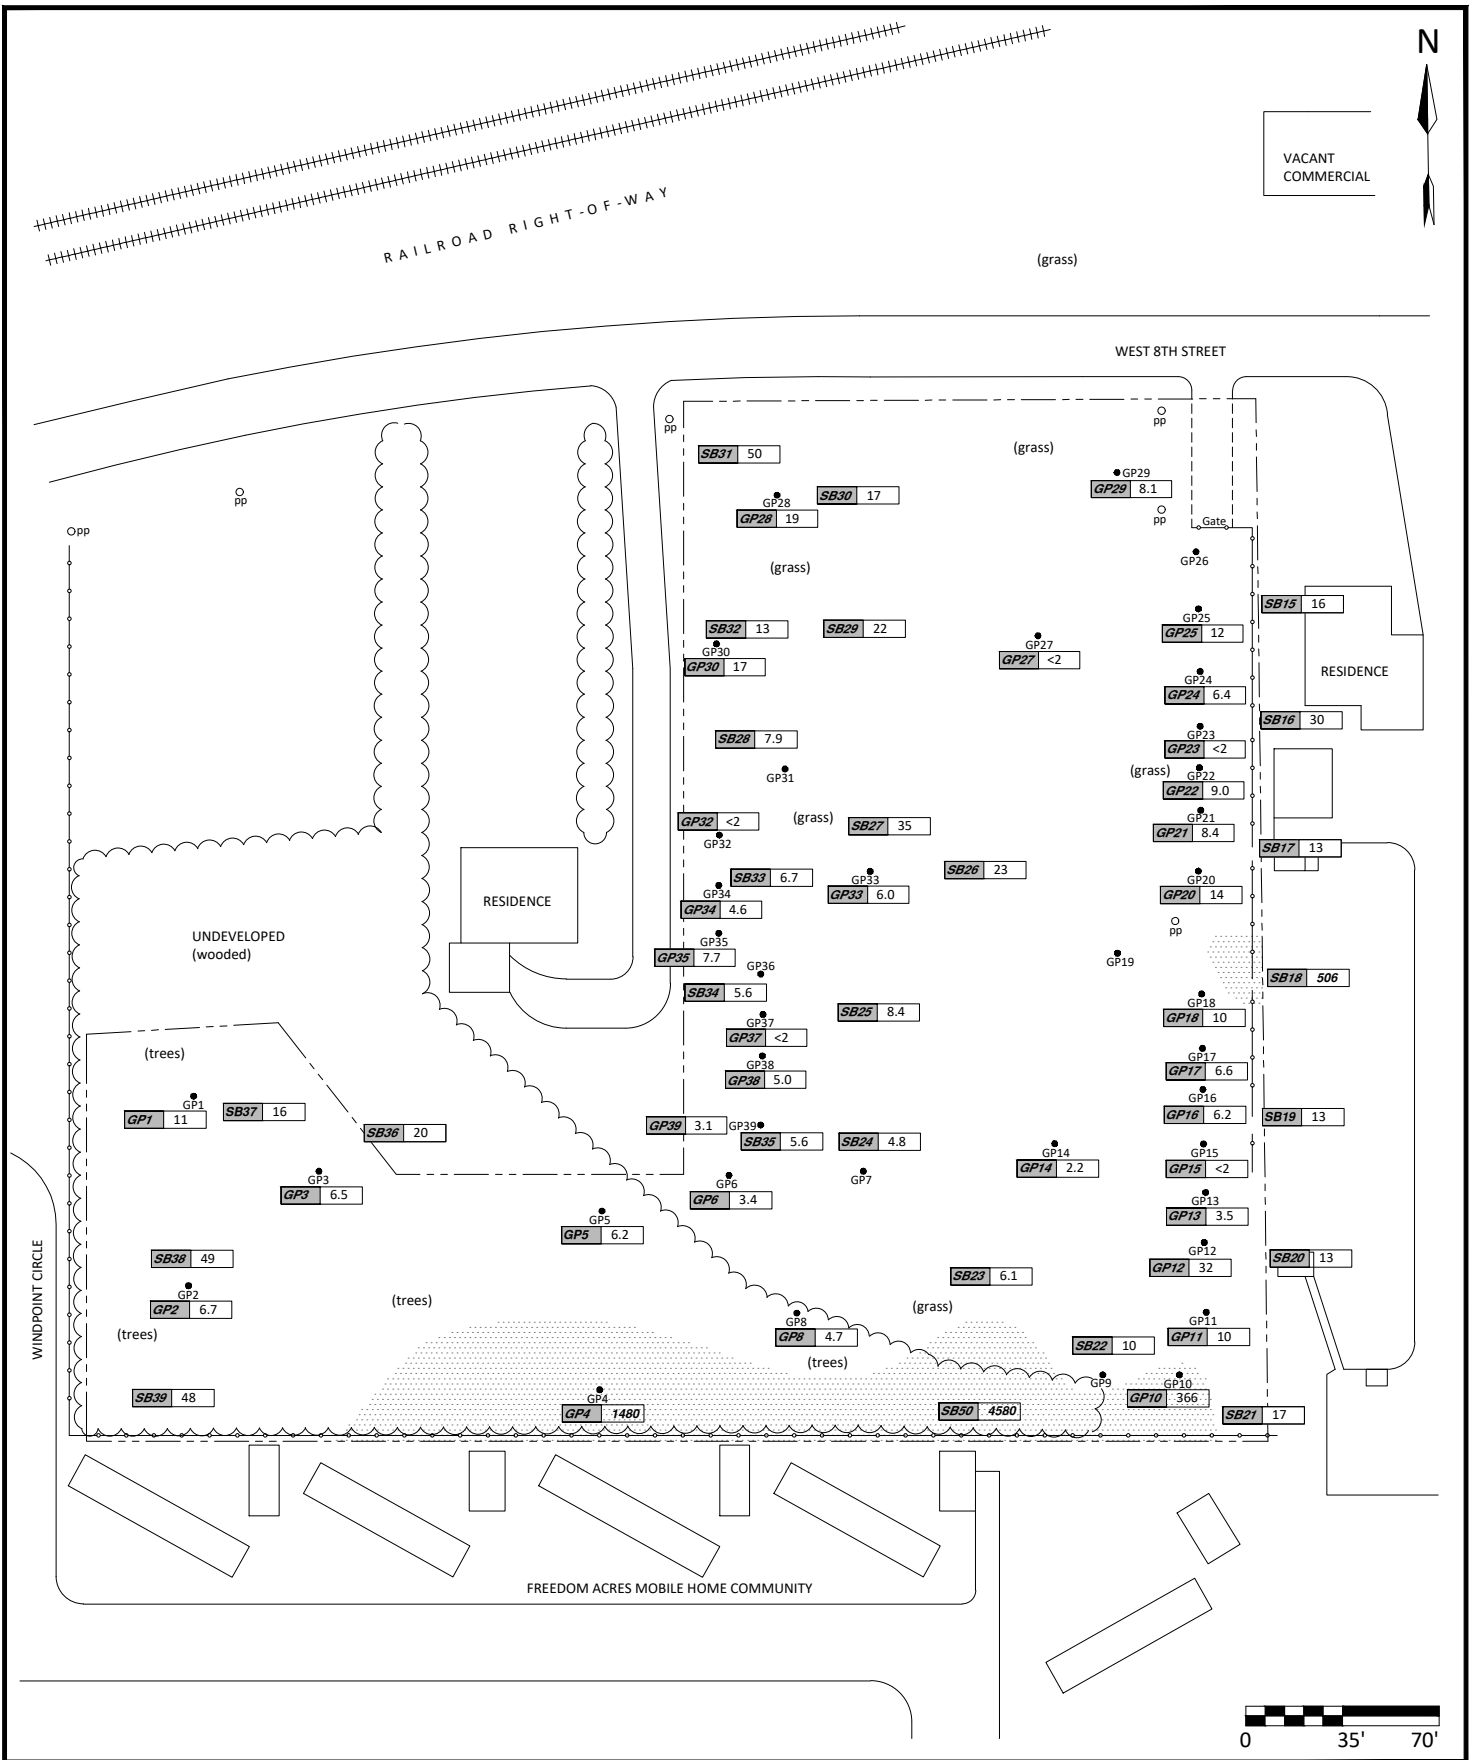 N
VACANT
COMMERCIAL
RAILROAD RIGHT-OF-WAY
(grass)
WEST 8TH STREET
pp
pp
(grass)
SB31 50
GP29
GP29 8.1
pp
GP28
GP28 19
SB30 17
pp
Gate
pp
GP26
(grass)
SB15 16
GP25
GP25 12
SB32 13
SB29 22
GP30
GP30 17
GP27
GP27 <2
RESIDENCE
GP24
GP24 6.4
SB16 30
SB28 7.9
GP23
GP23 <2
GP31
(grass)
GP22
GP22 9.0
GP32 <2
GP32
(grass)
SB27 35
GP21
GP21 8.4
SB17 13
SB26 23
SB33 6.7
GP33
GP33 6.0
GP20
GP20 14
GP34
GP34 4.6
RESIDENCE
pp
UNDEVELOPED
(wooded)
GP35
GP35 7.7
GP36
GP19
SB18 506
SB34 5.6
GP18
GP18 10
SB25 8.4
GP37
GP37 <2
(trees)
GP38
GP38 5.0
GP17
GP17 6.6
GP16
GP16 6.2
GP1
GP1 11
SB37 16
SB36 20
GP39 3.1
GP39
SB35 5.6
SB24 4.8
SB19 13
GP14
GP14 2.2
GP15
GP15 <2
GP3
GP3 6.5
GP6
GP6 3.4
GP7
GP13
GP13 3.5
GP5
GP5 6.2
SB38 49
GP12
GP12 32
SB20 13
SB23 6.1
GP2
GP2 6.7
(trees)
(grass)
(trees)
WINDPOINT CIRCLE
GP8
GP8 4.7
(trees)
GP11
GP11 10
SB22 10
GP9
GP10
GP10 366
SB39 48
GP4
GP4 1480
SB50 4580
SB21 17
FREEDOM ACRES MOBILE HOME COMMUNITY
0 35' 70'